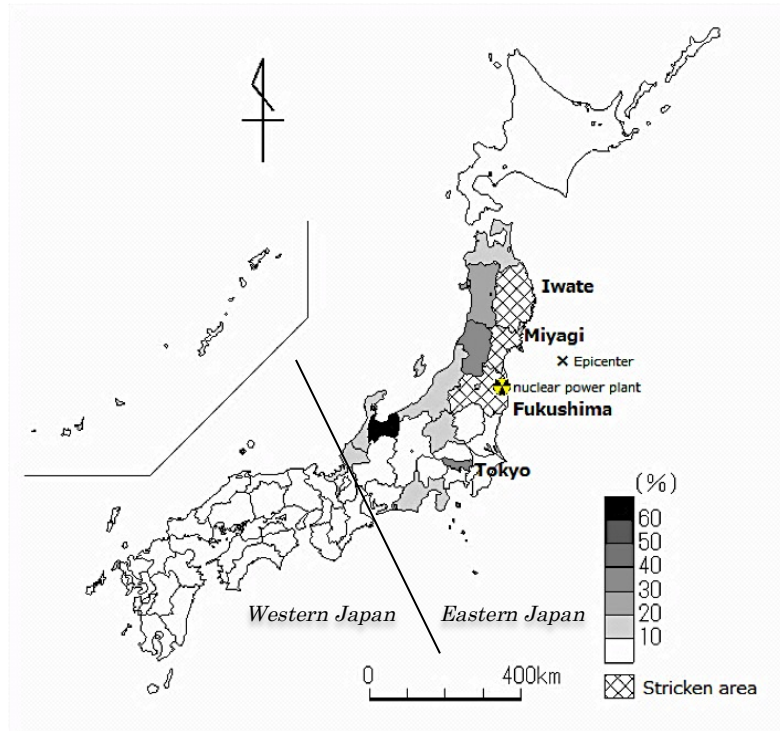 Iwate
Miyagi
Epicenter
nuclear power plant
Fukushima
Tokyo
(%)
60
50
40
30
20
10
Western Japan
Eastern Japan
0
400km
Stricken area